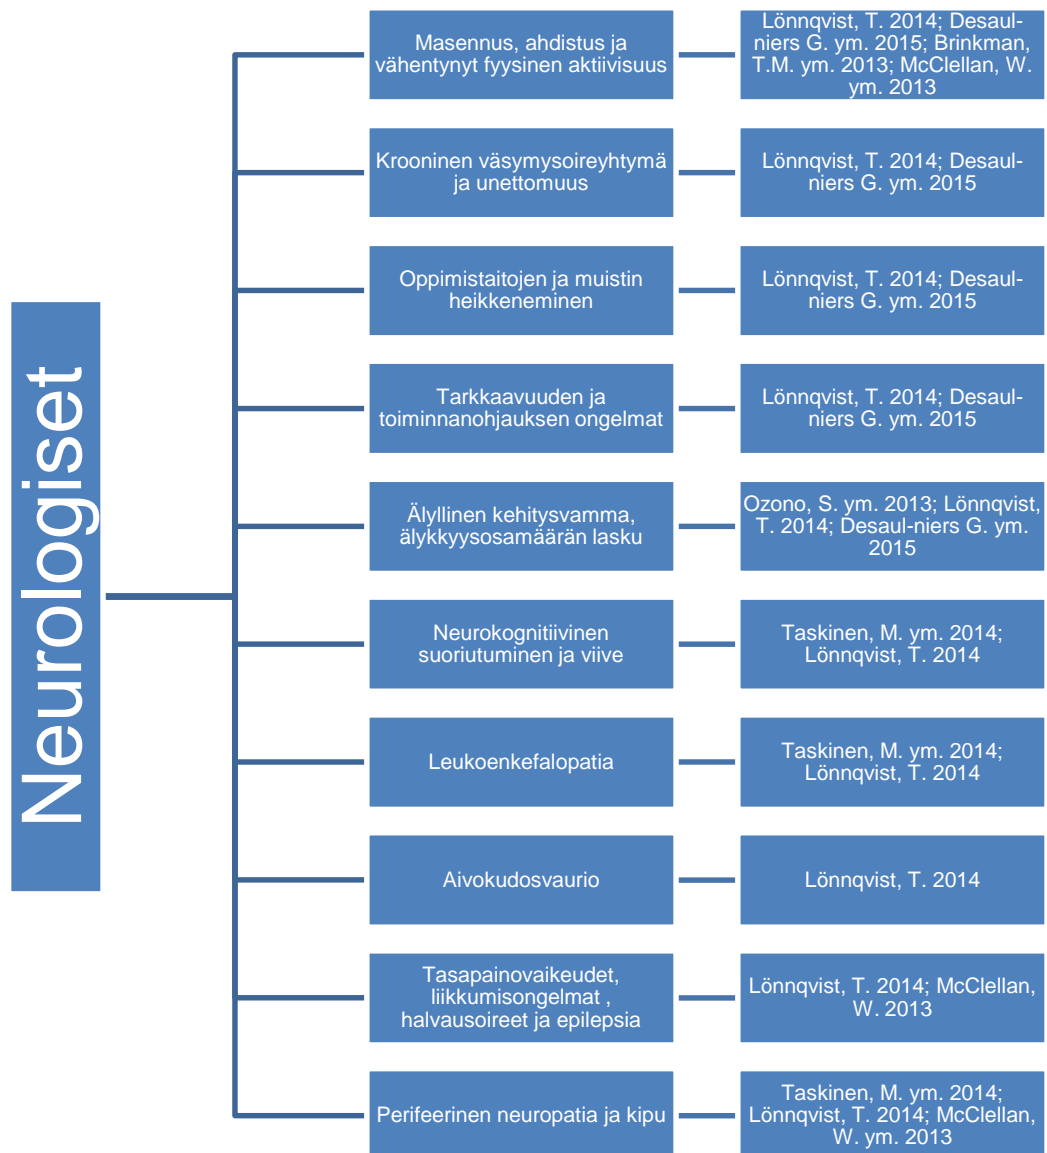 Neurologiset
Masennus, ahdistus ja
vähentynyt fyysinen aktiivisuus
Lönnqvist, T. 2014; Desaul-
niers G. ym. 2015; Brinkman,
T.M. ym. 2013; McClellan, W.
ym. 2013
Krooninen väsymysoireyhtymä
ja unettomuus
Lönnqvist, T. 2014; Desaul-
niers G. ym. 2015
Oppimistaitojen ja muistin
heikkeneminen
Lönnqvist, T. 2014; Desaul-
niers G. ym. 2015
Tarkkaavuuden ja
toiminnanohjauksen ongelmat
Lönnqvist, T. 2014; Desaul-
niers G. ym. 2015
Älyllinen kehitysvamma,
älykkyysosamäärän lasku
Ozono, S. ym. 2013; Lönnqvist,
T. 2014; Desaul-niers G. ym.
2015
Neurokognitiivinen
suoriutuminen ja viive
Taskinen, M. ym. 2014;
Lönnqvist, T. 2014
Leukoenkefalopatia
Taskinen, M. ym. 2014;
Lönnqvist, T. 2014
Aivokudosvaurio
Lönnqvist, T. 2014
Tasapainovaikeudet,
liikkumisongelmat ,
halvausoireet ja epilepsia
Lönnqvist, T. 2014; McClellan,
W. 2013
Perifeerinen neuropatia ja kipu
Taskinen, M. ym. 2014;
Lönnqvist, T. 2014; McClellan,
W. ym. 2013